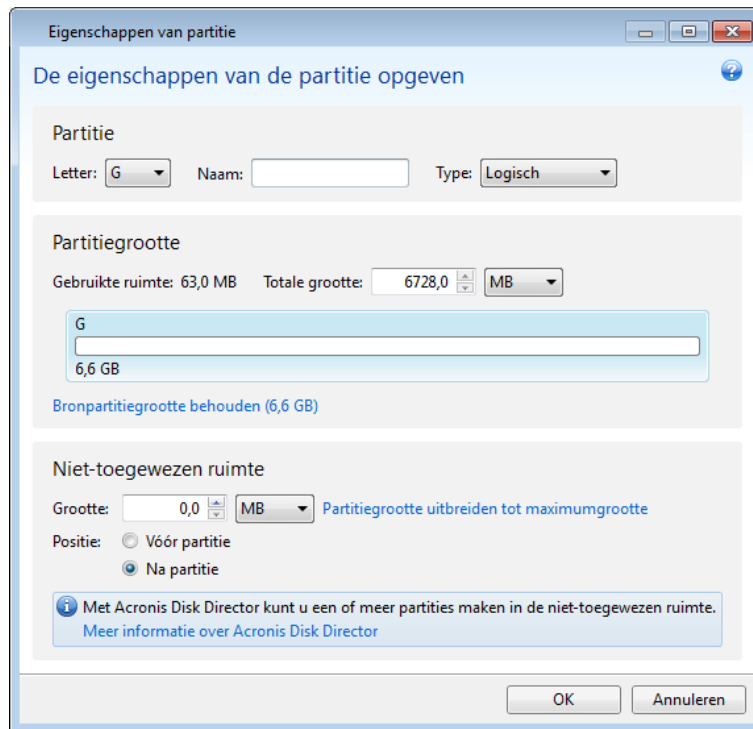 Eigenschappen van partitie
De eigenschappen van de partitie opgeven
Partitie
Letter: G Naam: Type: Logisch
Partitiegrootte
Gebruikte ruimte: 63,0 MB Totale grootte: 6728,0 MB
G
6,6 GB
Bronpartitiegrootte behouden (6,6 GB)
Niet-toegewezen ruimte
Grootte: 0,0 MB Partitiegrootte uitbreiden tot maximumgrootte
Positie: Vóór partitie
Na partitie
Met Acronis Disk Director kunt u een of meer partities maken in de niet-toegewezen ruimte.
Meer informatie over Acronis Disk Director
OK Annuleren